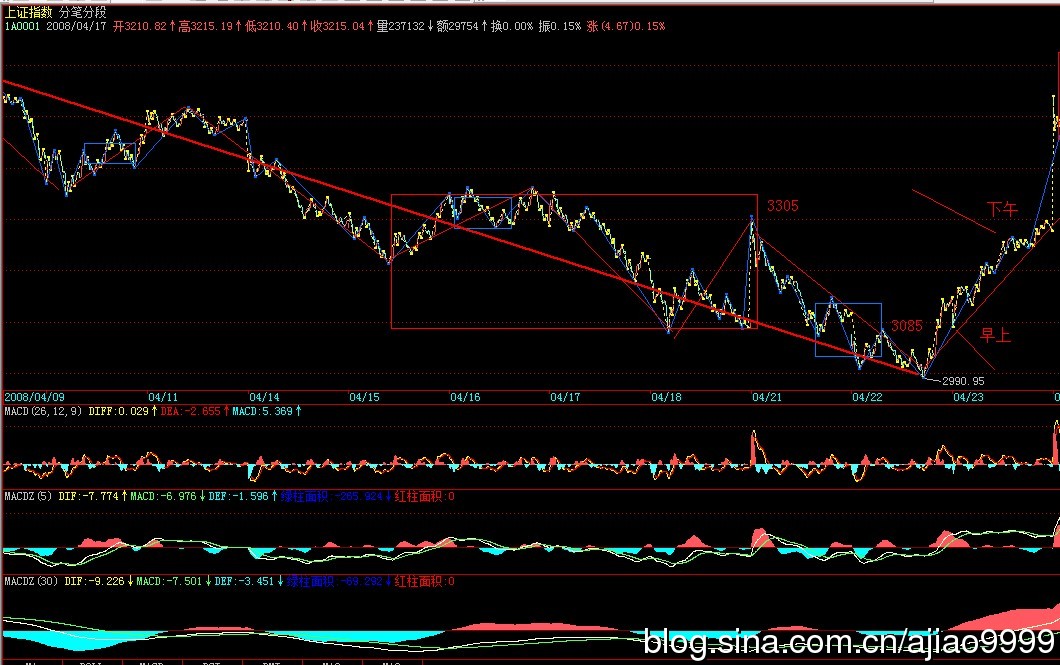 上证指数 分笔分段
1A0001 2008/04/17 开3210.82↑高3215.19↑低3210.40↑收3215.04↑量237132↓额29754↑换0.00% 振0.15% 涨(4.67)0.15%
3305
下午
3085
早上
2990.95
2008/04/09 04/11 04/14 04/15 04/16 04/17 04/18 04/21 04/22 04/23
MACD(26,12,9) DIFF:0.029↑DEA:-2.655↑MACD:5.369↑
MACDZ(5) DIF:-7.774↑MACD:-6.976↓DEF:-1.596↑绿柱面积:-265.924↓红柱面积:0
MACDZ(30) DIF:-9.226↓MACD:-7.501↓DEF:-3.451↓绿柱面积:-69.292↓红柱面积:0
blog.sina.com.cn/ajiao9999